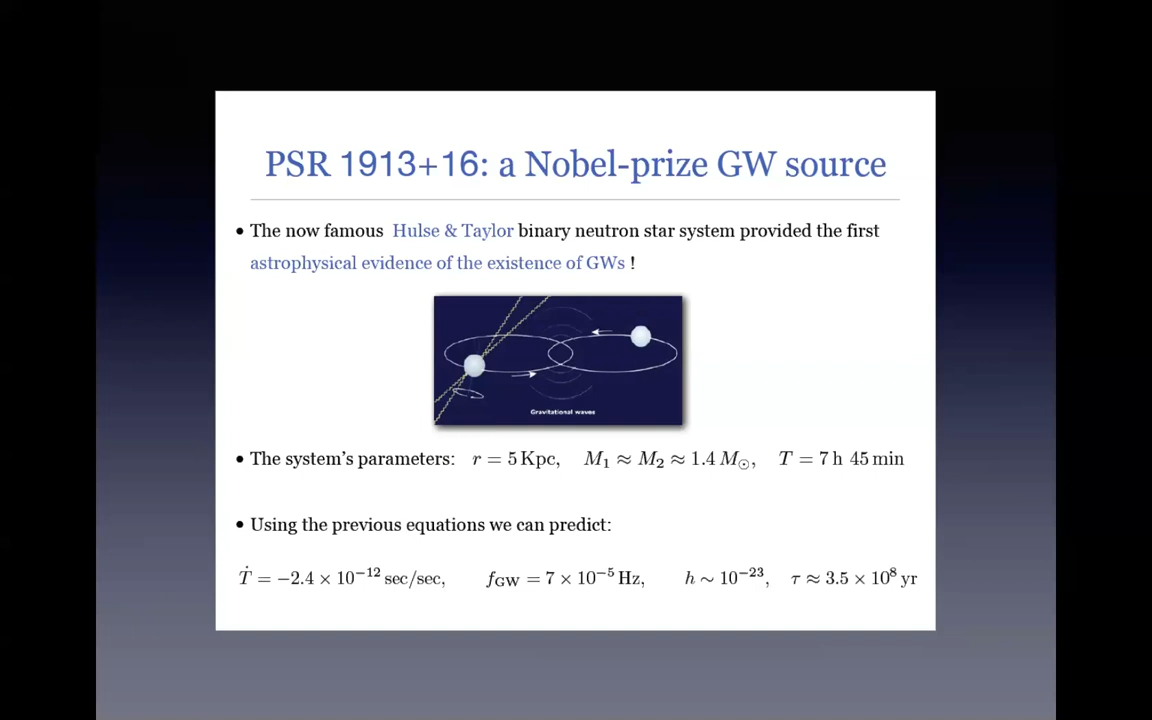 PSR 1913+16: a Nobel-prize GW source
• The now famous Hulse & Taylor binary neutron star system provided the first
astrophysical evidence of the existence of GWs !
Gravitational waves
• The system's parameters: r = 5 Kpc, M₁ ≈ M₂ ≈ 1.4 M☉, T = 7 h 45 min
• Using the previous equations we can predict:
Ṫ = −2.4 × 10⁻¹² sec/sec, f_GW = 7 × 10⁻⁵ Hz, h ∼ 10⁻²³, τ ≈ 3.5 × 10⁸ yr